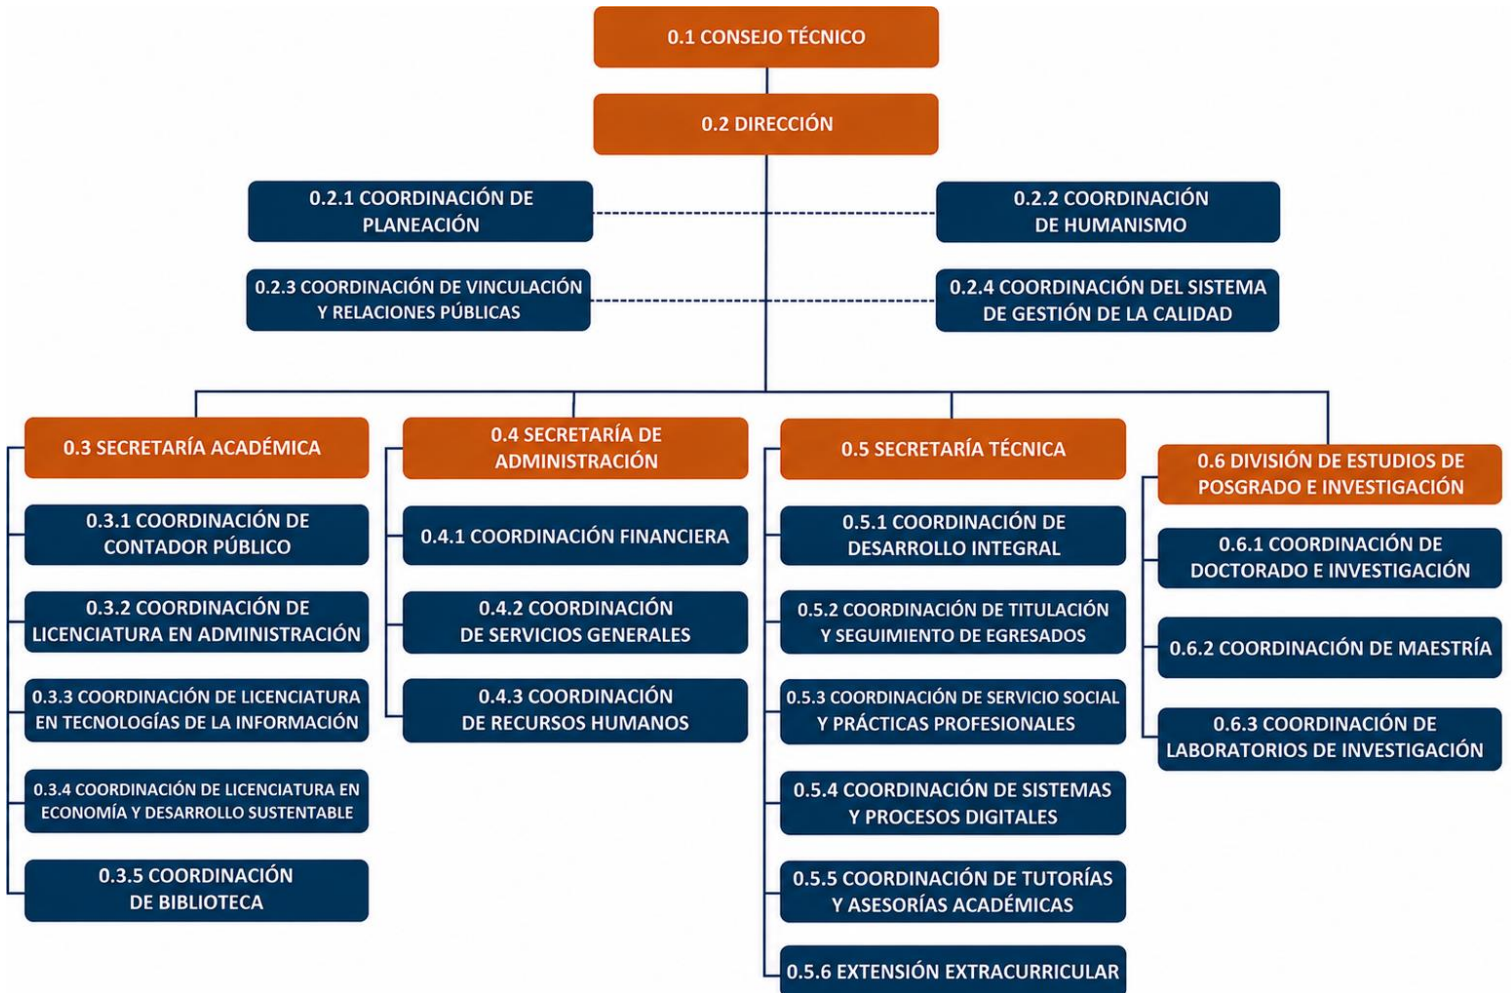 0.1 CONSEJO TÉCNICO
0.2 DIRECCIÓN
0.2.1 COORDINACIÓN DE
PLANEACIÓN
0.2.2 COORDINACIÓN
DE HUMANISMO
0.2.3 COORDINACIÓN DE VINCULACIÓN
Y RELACIONES PÚBLICAS
0.2.4 COORDINACIÓN DEL SISTEMA
DE GESTIÓN DE LA CALIDAD
0.3 SECRETARÍA ACADÉMICA
0.3.1 COORDINACIÓN DE
CONTADOR PÚBLICO
0.3.2 COORDINACIÓN DE
LICENCIATURA EN ADMINISTRACIÓN
0.3.3 COORDINACIÓN DE LICENCIATURA
EN TECNOLOGÍAS DE LA INFORMACIÓN
0.3.4 COORDINACIÓN DE LICENCIATURA EN
ECONOMÍA Y DESARROLLO SUSTENTABLE
0.3.5 COORDINACIÓN
DE BIBLIOTECA
0.4 SECRETARÍA DE
ADMINISTRACIÓN
0.4.1 COORDINACIÓN FINANCIERA
0.4.2 COORDINACIÓN
DE SERVICIOS GENERALES
0.4.3 COORDINACIÓN
DE RECURSOS HUMANOS
0.5 SECRETARÍA TÉCNICA
0.5.1 COORDINACIÓN DE
DESARROLLO INTEGRAL
0.5.2 COORDINACIÓN DE TITULACIÓN
Y SEGUIMIENTO DE EGRESADOS
0.5.3 COORDINACIÓN DE SERVICIO SOCIAL
Y PRÁCTICAS PROFESIONALES
0.5.4 COORDINACIÓN DE SISTEMAS
Y PROCESOS DIGITALES
0.5.5 COORDINACIÓN DE TUTORÍAS
Y ASESORÍAS ACADÉMICAS
0.5.6 EXTENSIÓN EXTRACURRICULAR
0.6 DIVISIÓN DE ESTUDIOS DE
POSGRADO E INVESTIGACIÓN
0.6.1 COORDINACIÓN DE
DOCTORADO E INVESTIGACIÓN
0.6.2 COORDINACIÓN DE MAESTRÍA
0.6.3 COORDINACIÓN DE
LABORATORIOS DE INVESTIGACIÓN